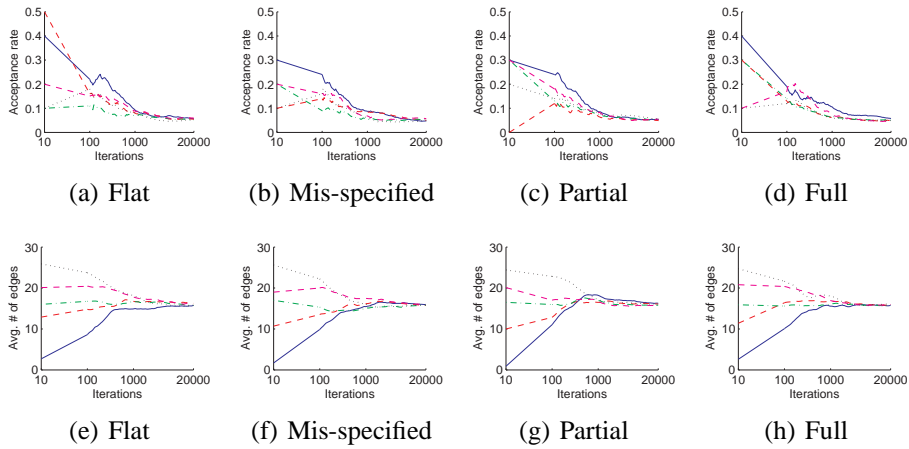 0.5
0.4
0.3
0.2
0.1
0
Acceptance rate
10 100 1000 20000
Iterations
(a) Flat
0.5
0.4
0.3
0.2
0.1
0
Acceptance rate
10 100 1000 20000
Iterations
(b) Mis-specified
0.5
0.4
0.3
0.2
0.1
0
Acceptance rate
10 100 1000 20000
Iterations
(c) Partial
0.5
0.4
0.3
0.2
0.1
0
Acceptance rate
10 100 1000 20000
Iterations
(d) Full
30
20
10
0
Avg. # of edges
10 100 1000 20000
Iterations
(e) Flat
30
20
10
0
Avg. # of edges
10 100 1000 20000
Iterations
(f) Mis-specified
30
20
10
0
Avg. # of edges
10 100 1000 20000
Iterations
(g) Partial
30
20
10
0
Avg. # of edges
10 100 1000 20000
Iterations
(h) Full